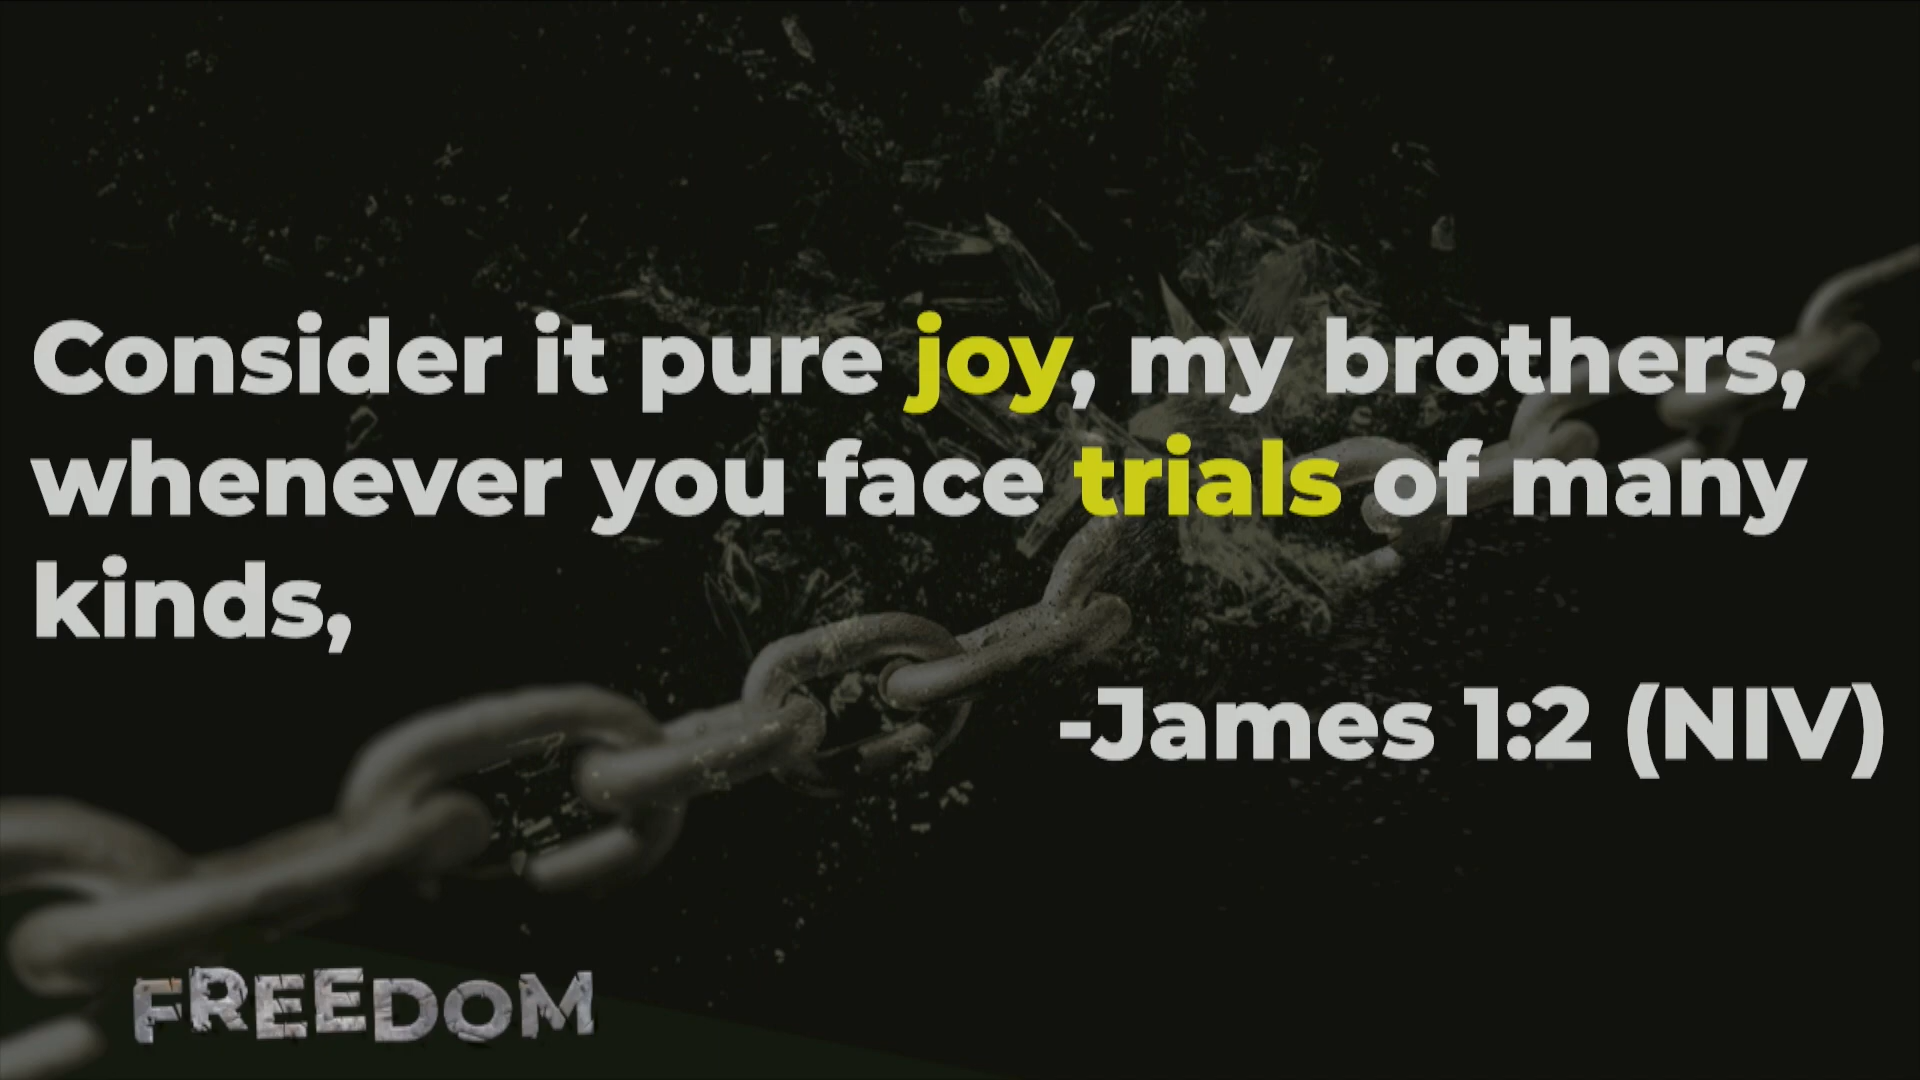 Consider it pure joy, my brothers,
whenever you face trials of many
kinds,
-James 1:2 (NIV)
FREEDOM